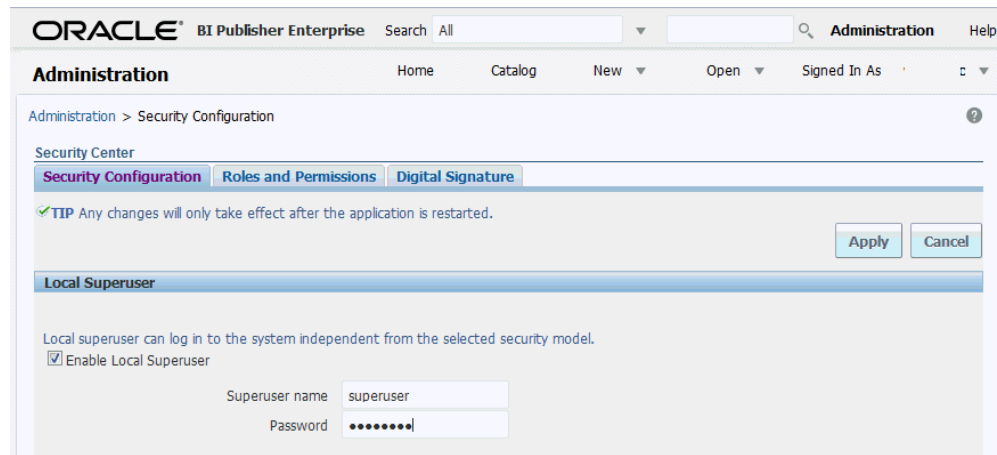 ORACLE® BI Publisher Enterprise Search All Administration Help
Administration Home Catalog New Open Signed In As
Administration > Security Configuration
Security Center
Security Configuration Roles and Permissions Digital Signature
TIP Any changes will only take effect after the application is restarted.
Apply Cancel
Local Superuser
Local superuser can log in to the system independent from the selected security model.
Enable Local Superuser
Superuser name superuser
Password ••••••••